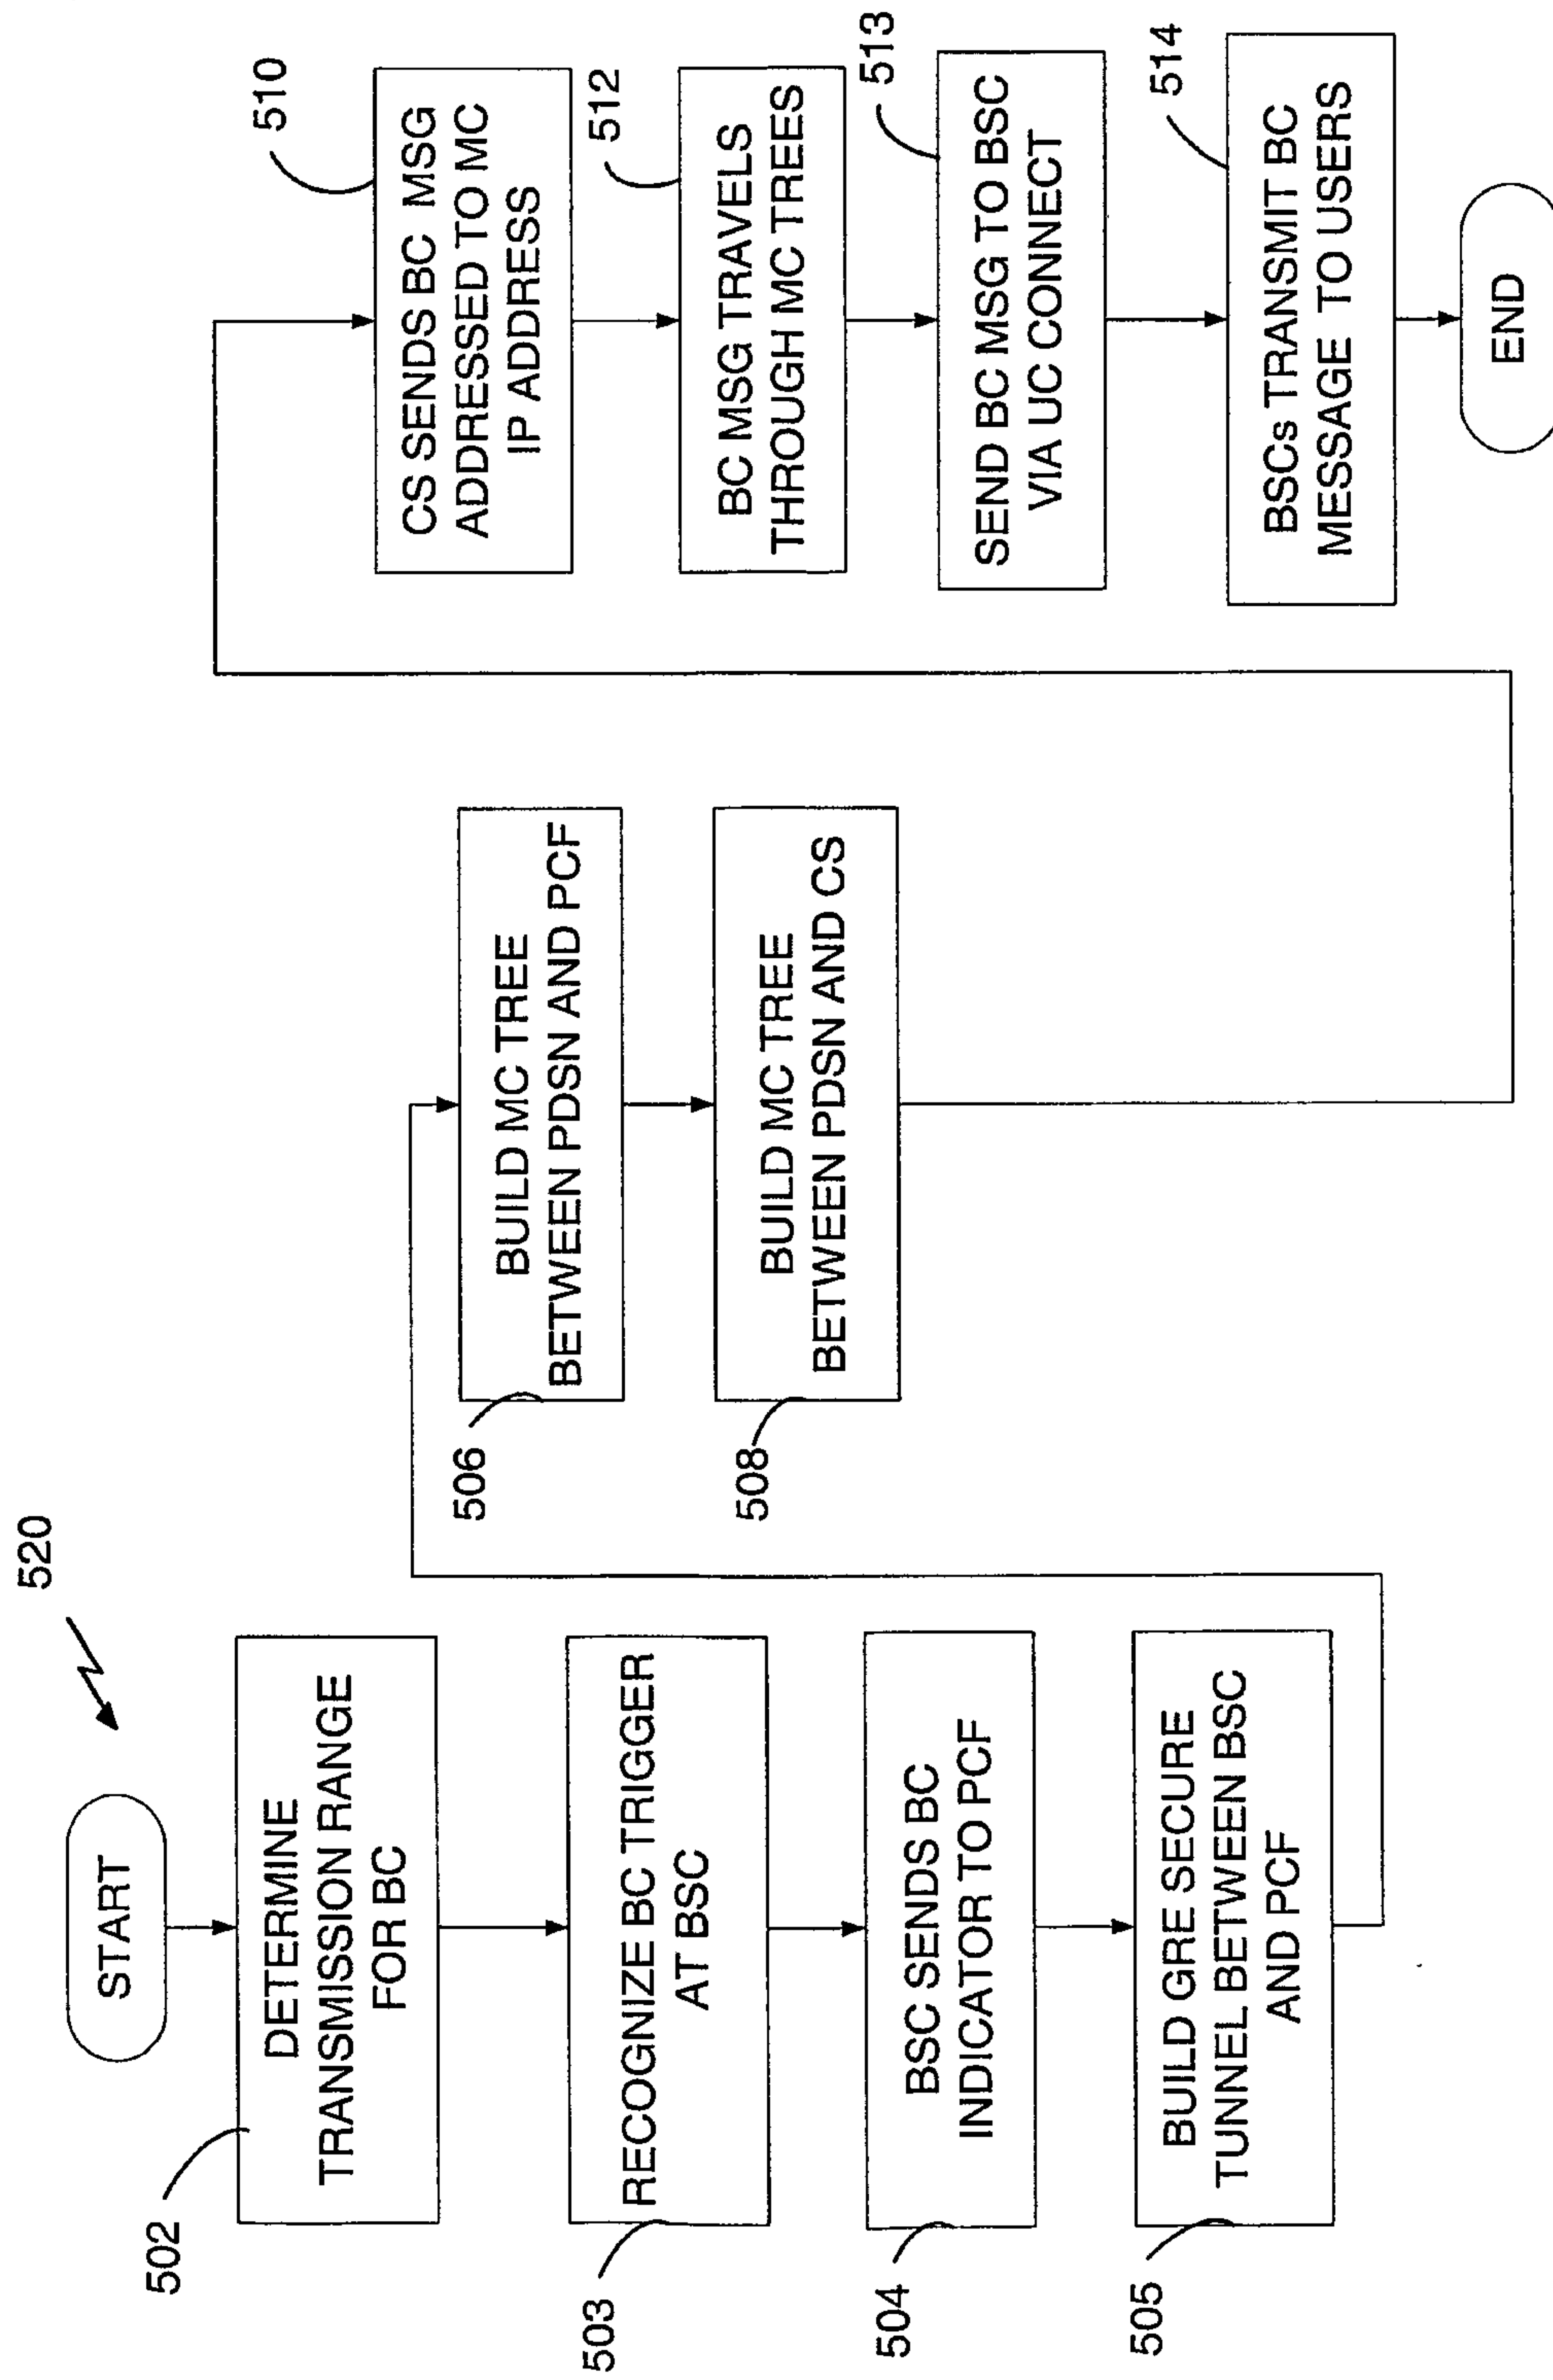 520
START
502
DETERMINE
TRANSMISSION RANGE
FOR BC
503
RECOGNIZE BC TRIGGER
AT BSC
504
BSC SENDS BC
INDICATOR TO PCF
505
BUILD GRE SECURE
TUNNEL BETWEEN BSC
AND PCF
506
BUILD MC TREE
BETWEEN PDSN AND PCF
508
BUILD MC TREE
BETWEEN PDSN AND CS
510
CS SENDS BC MSG
ADDRESSED TO MC
IP ADDRESS
512
BC MSG TRAVELS
THROUGH MC TREES
513
SEND BC MSG TO BSC
VIA UC CONNECT
514
BSCs TRANSMIT BC
MESSAGE TO USERS
END